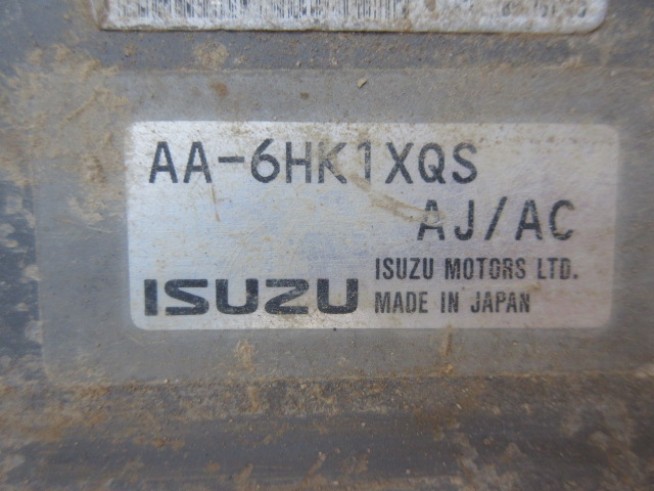 AA-6HK1XQS
AJ/AC
ISUZU
ISUZU MOTORS LTD.
MADE IN JAPAN